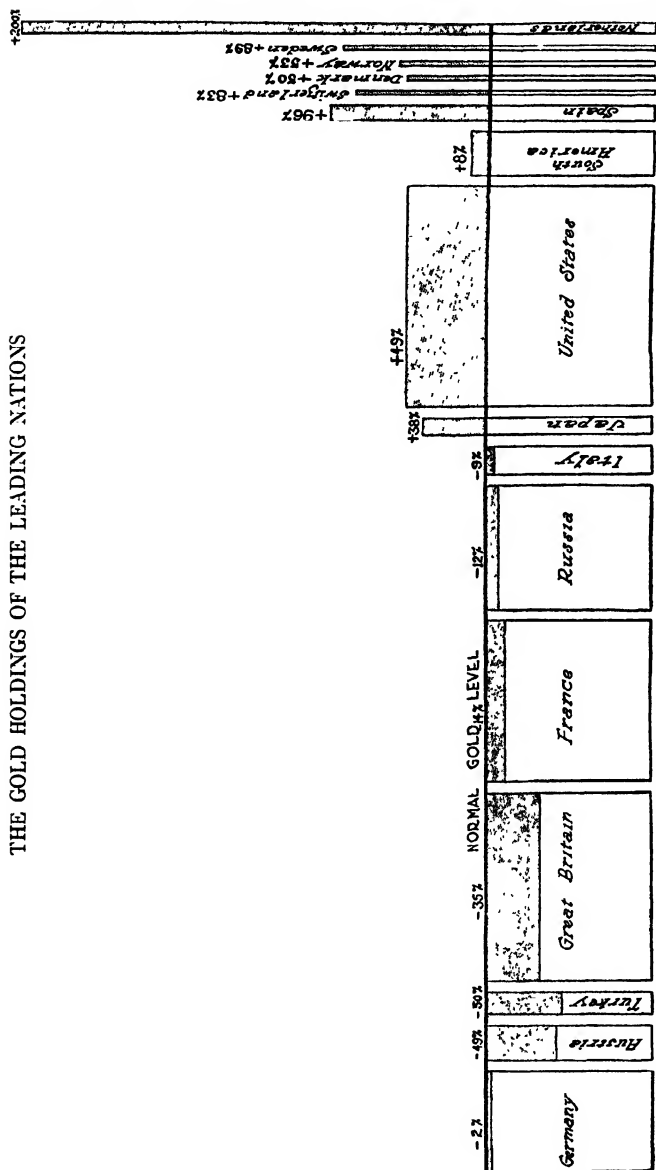 THE GOLD HOLDINGS OF THE LEADING NATIONS
+200%
Sweden +89%
Norway +53%
Denmark +50%
Switzerland +83%
+96%
+49%
+38%
+8%
NORMAL GOLD LEVEL
-2%
-49%
-50%
-35%
14%
-12%
-9%
Germany
Austria
Turkey
Great Britain
France
Russia
Italy
Japan
United States
South
America
Spain
Netherlands